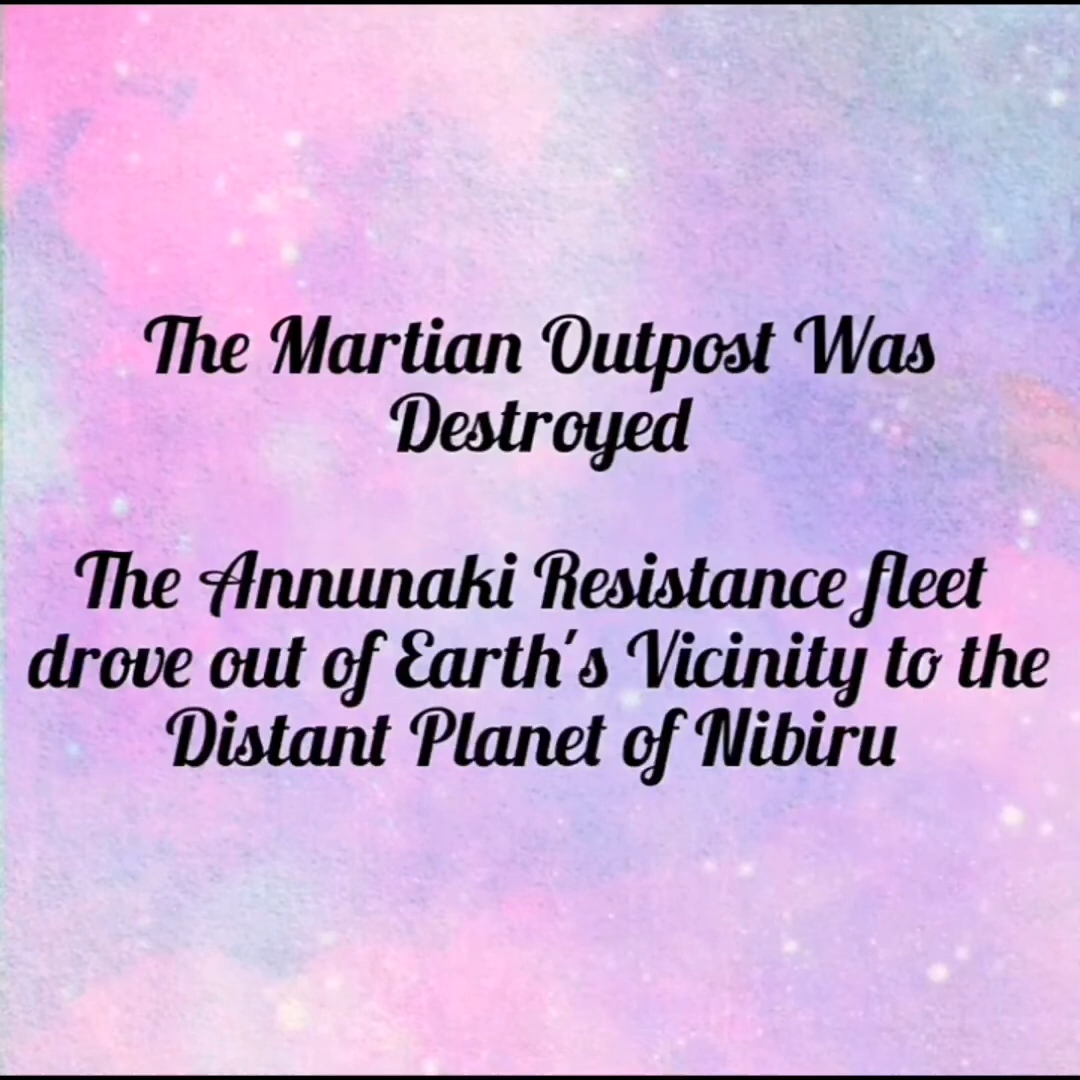 The Martian Outpost Was
Destroyed
The Annunaki Resistance fleet
drove out of Earth's Vicinity to the
Distant Planet of Nibiru